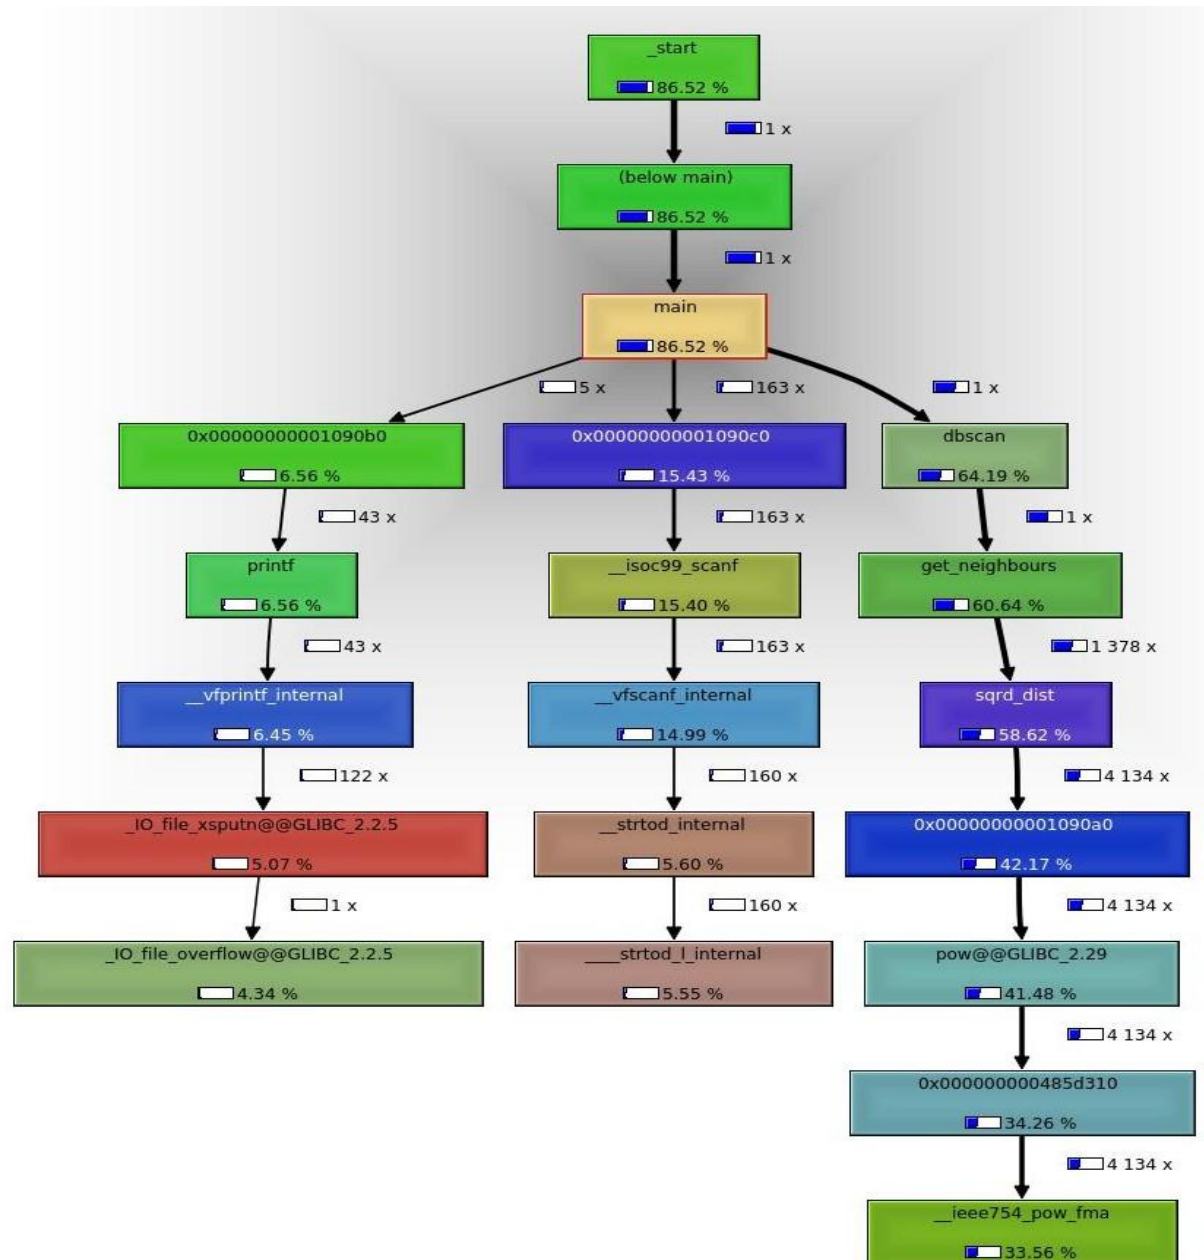 _start
86.52 %
1 x
(below main)
86.52 %
1 x
main
86.52 %
5 x
163 x
1 x
0x00000000001090b0
6.56 %
0x00000000001090c0
15.43 %
dbscan
64.19 %
43 x
163 x
1 x
printf
6.56 %
__isoc99_scanf
15.40 %
get_neighbours
60.64 %
43 x
163 x
1 378 x
__vfprintf_internal
6.45 %
__vfscanf_internal
14.99 %
sqrd_dist
58.62 %
122 x
160 x
4 134 x
_IO_file_xsputn@@GLIBC_2.2.5
5.07 %
__strtod_internal
5.60 %
0x00000000001090a0
42.17 %
1 x
160 x
4 134 x
_IO_file_overflow@@GLIBC_2.2.5
4.34 %
____strtod_l_internal
5.55 %
pow@@GLIBC_2.29
41.48 %
4 134 x
0x000000000485d310
34.26 %
4 134 x
__ieee754_pow_fma
33.56 %